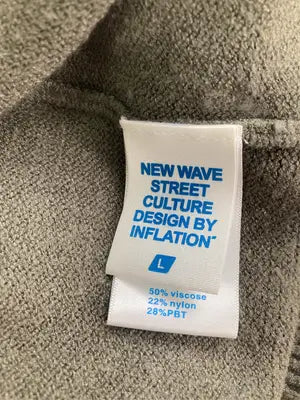 NEW WAVE
STREET
CULTURE
DESIGN BY
INFLATION
L
50% viscose
22% nylon
28%PBT